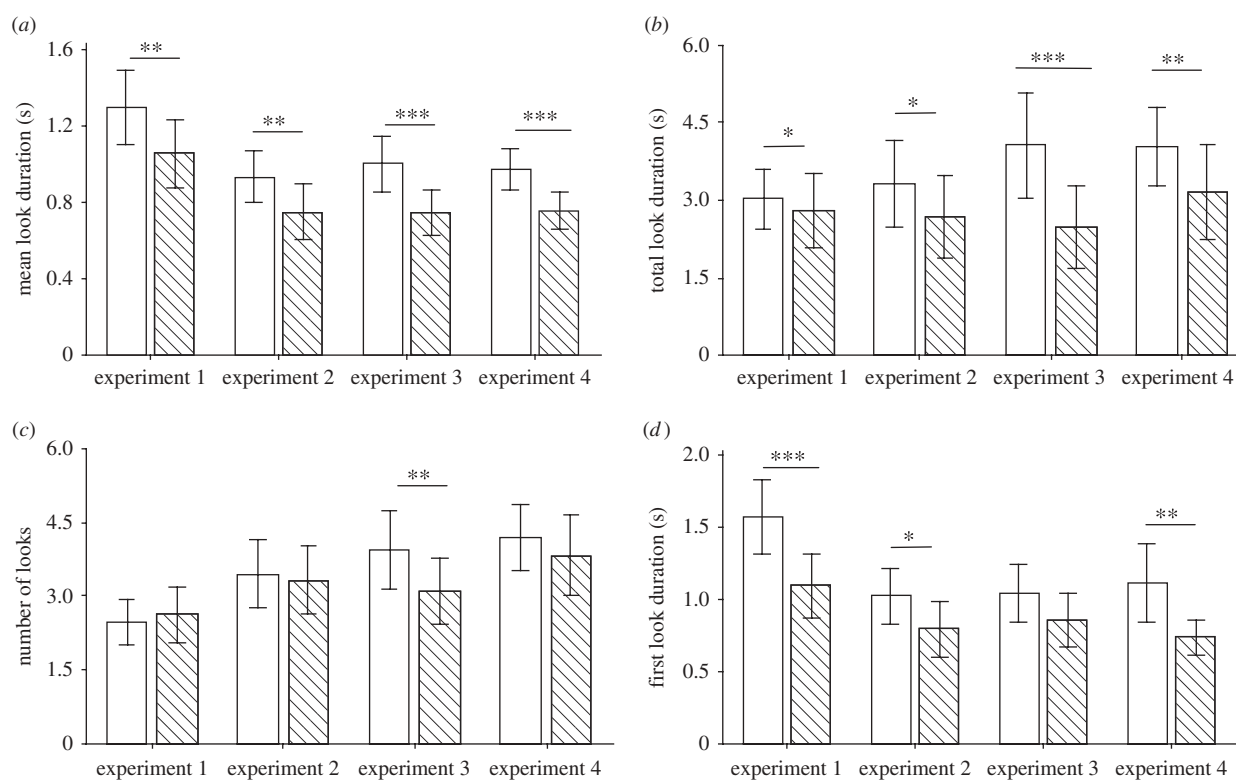 (a)
1.6
1.2
0.8
0.4
0
mean look duration (s)
**
**
***
***
experiment 1 experiment 2 experiment 3 experiment 4
(b)
6.0
4.5
3.0
1.5
0
total look duration (s)
*
*
***
**
experiment 1 experiment 2 experiment 3 experiment 4
(c)
6.0
4.5
3.0
1.5
0
number of looks
**
experiment 1 experiment 2 experiment 3 experiment 4
(d)
2.0
1.5
1.0
0.5
0
first look duration (s)
***
*
**
experiment 1 experiment 2 experiment 3 experiment 4